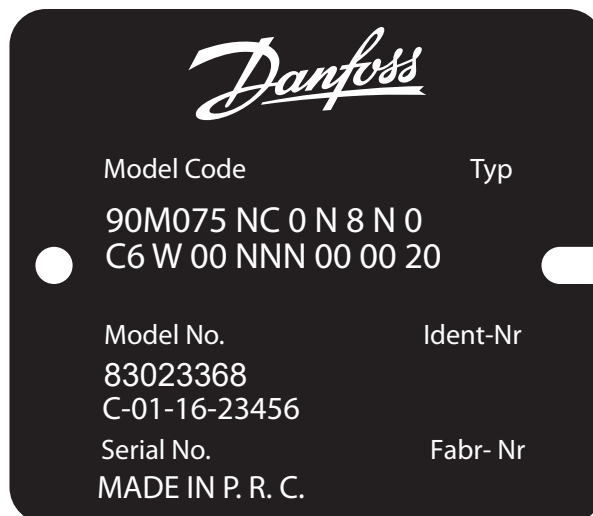 Danfoss
Model Code Typ
90M075 NC 0 N 8 N 0
C6 W 00 NNN 00 00 20
Model No. Ident-Nr
83023368
C-01-16-23456
Serial No. Fabr- Nr
MADE IN P. R. C.